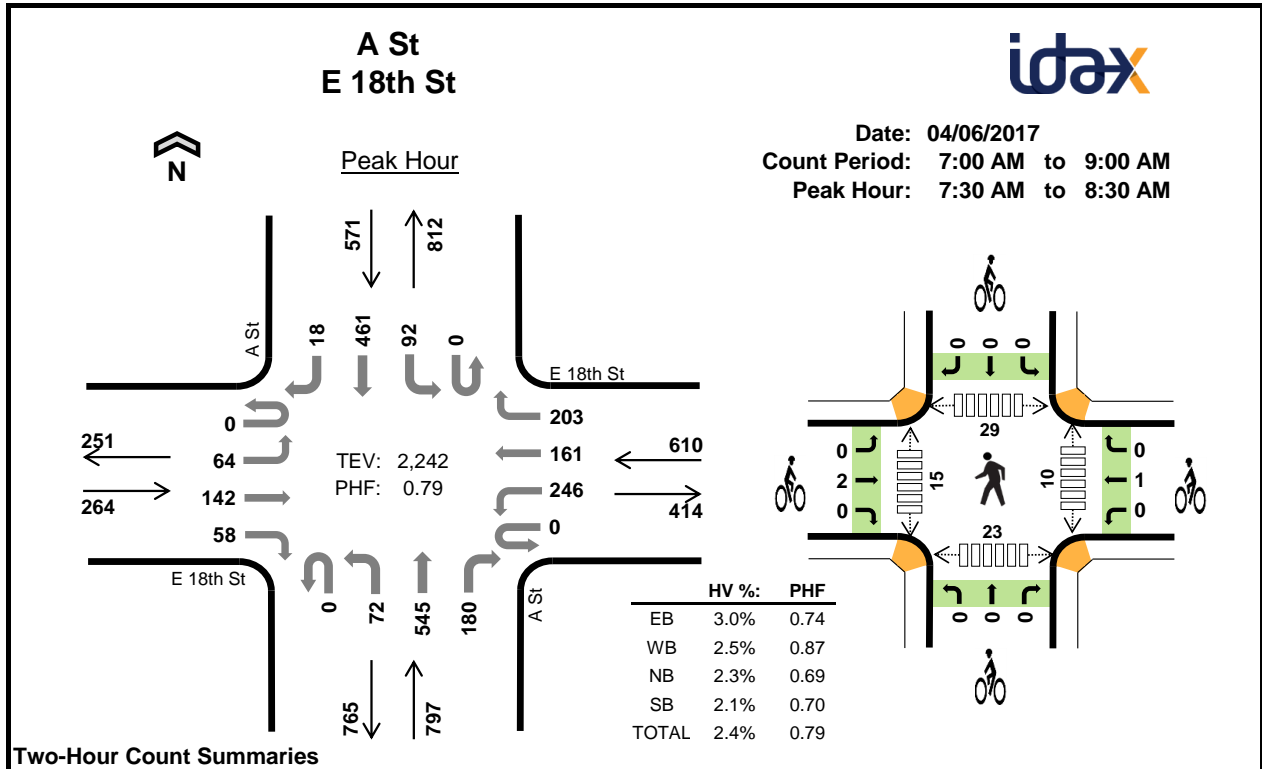 A St
E 18th St
idax
N
Peak Hour
Date: 04/06/2017
Count Period: 7:00 AM to 9:00 AM
Peak Hour: 7:30 AM to 8:30 AM
571
812
A St
18
461
92
0
E 18th St
0
64
142
58
251
264
TEV: 2,242
PHF: 0.79
203
161
246
0
610
414
E 18th St
0
72
545
180
A St
765
797
0 0 0
29
0
2
0
15
10
0
1
0
23
0 0 0
HV %: PHF
EB 3.0% 0.74
WB 2.5% 0.87
NB 2.3% 0.69
SB 2.1% 0.70
TOTAL 2.4% 0.79
Two-Hour Count Summaries